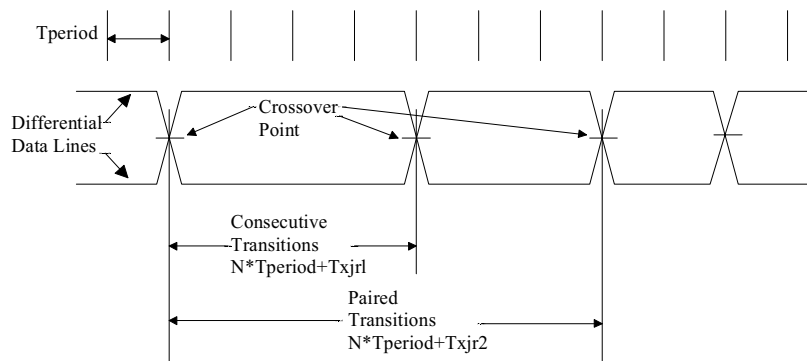 Tperiod
Differential
Data Lines
Crossover
Point
Consecutive
Transitions
N*Tperiod+Txjrl
Paired
Transitions
N*Tperiod+Txjr2